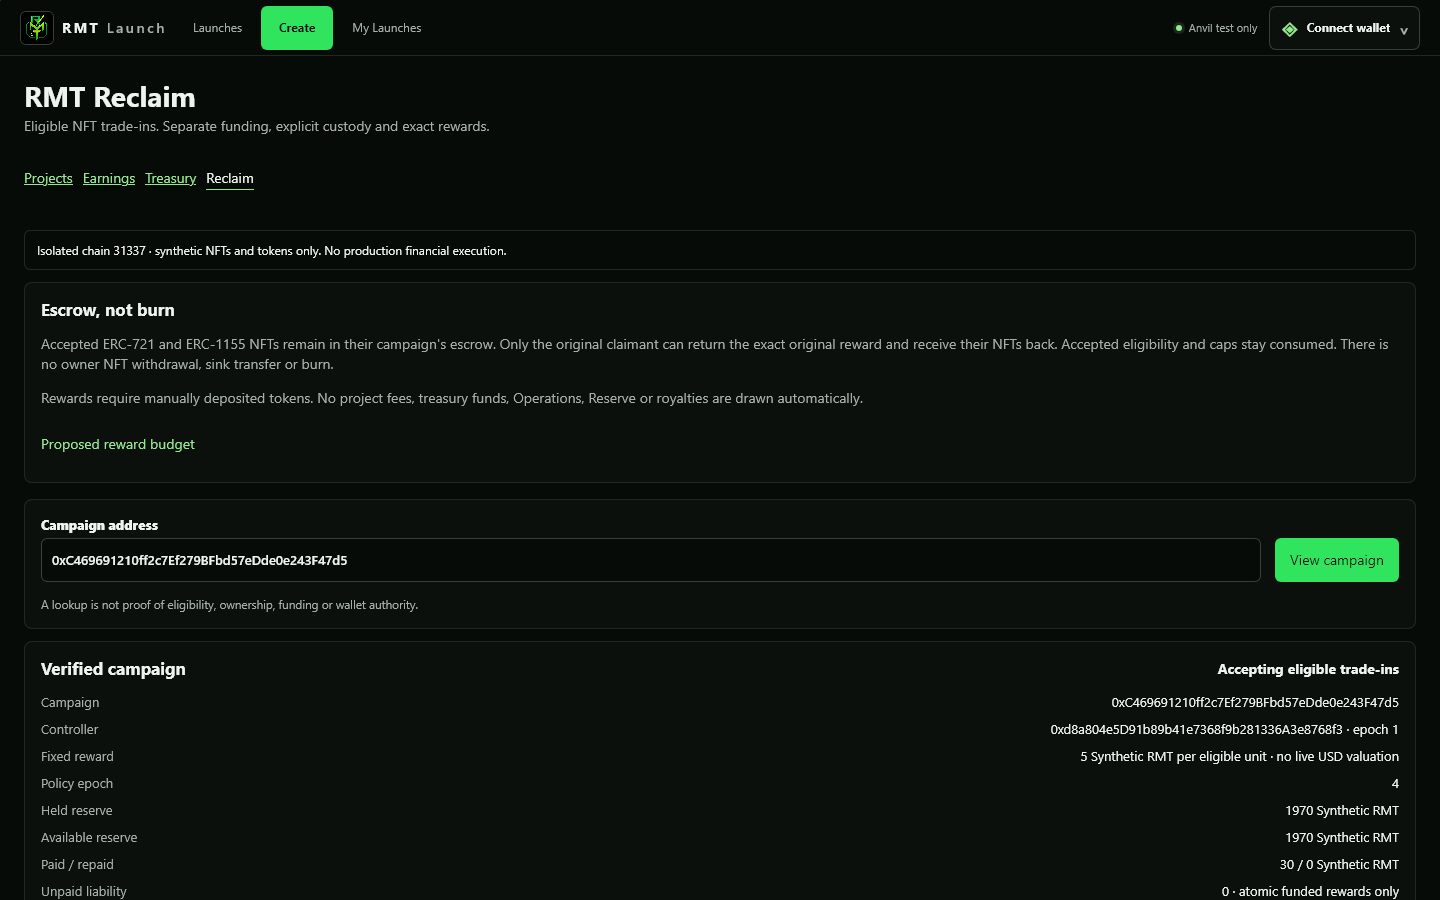 RMT Launch
Launches
Create
My Launches
Anvil test only
Connect wallet
RMT Reclaim
Eligible NFT trade-ins. Separate funding, explicit custody and exact rewards.
Projects Earnings Treasury Reclaim
Isolated chain 31337 · synthetic NFTs and tokens only. No production financial execution.
Escrow, not burn
Accepted ERC-721 and ERC-1155 NFTs remain in their campaign's escrow. Only the original claimant can return the exact original reward and receive their NFTs back. Accepted eligibility and caps stay consumed. There is
no owner NFT withdrawal, sink transfer or burn.
Rewards require manually deposited tokens. No project fees, treasury funds, Operations, Reserve or royalties are drawn automatically.
Proposed reward budget
Campaign address
0xC469691210ff2c7Ef279BFbd57eDde0e243F47d5
View campaign
A lookup is not proof of eligibility, ownership, funding or wallet authority.
Verified campaign
Accepting eligible trade-ins
Campaign 0xC469691210ff2c7Ef279BFbd57eDde0e243F47d5
Controller 0xd8a804e5D91b89b41e7368f9b281336A3e8768f3 · epoch 1
Fixed reward 5 Synthetic RMT per eligible unit · no live USD valuation
Policy epoch 4
Held reserve 1970 Synthetic RMT
Available reserve 1970 Synthetic RMT
Paid / repaid 30 / 0 Synthetic RMT
Unpaid liability 0 · atomic funded rewards only